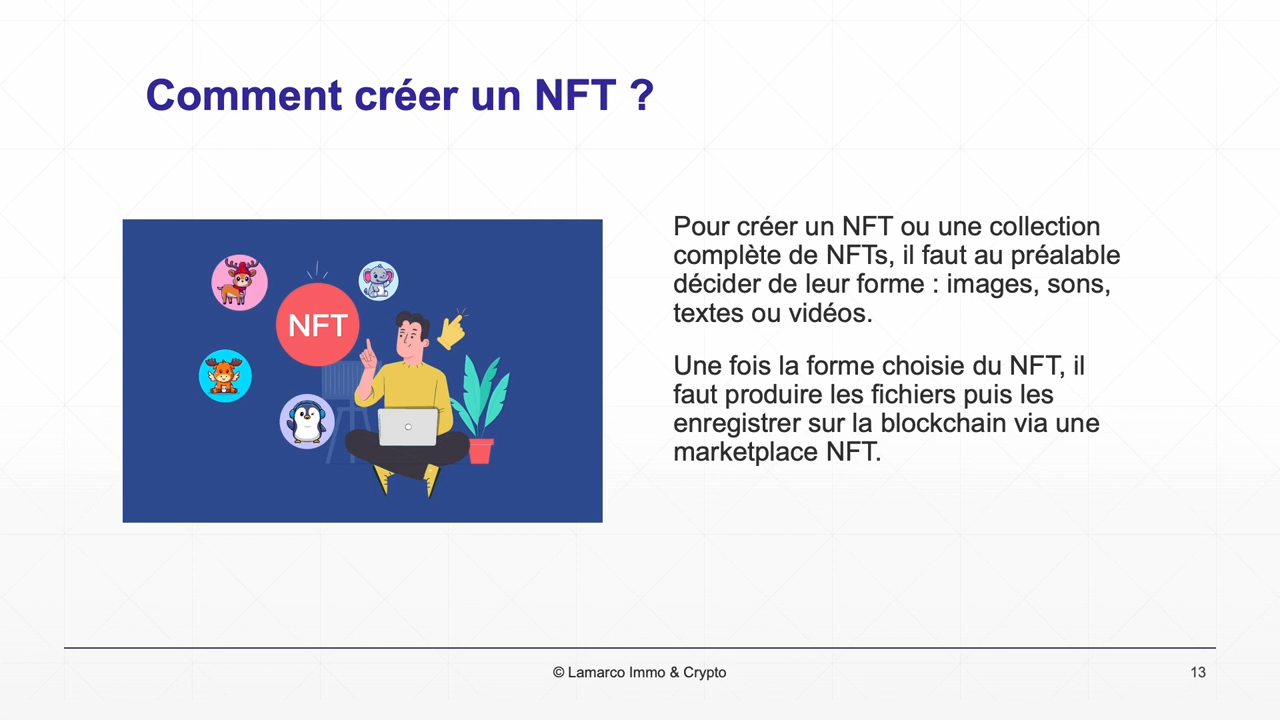 Comment créer un NFT ?
NFT
Pour créer un NFT ou une collection
complète de NFTs, il faut au préalable
décider de leur forme : images, sons,
textes ou vidéos.
Une fois la forme choisie du NFT, il
faut produire les fichiers puis les
enregistrer sur la blockchain via une
marketplace NFT.
© Lamarco Immo & Crypto
13